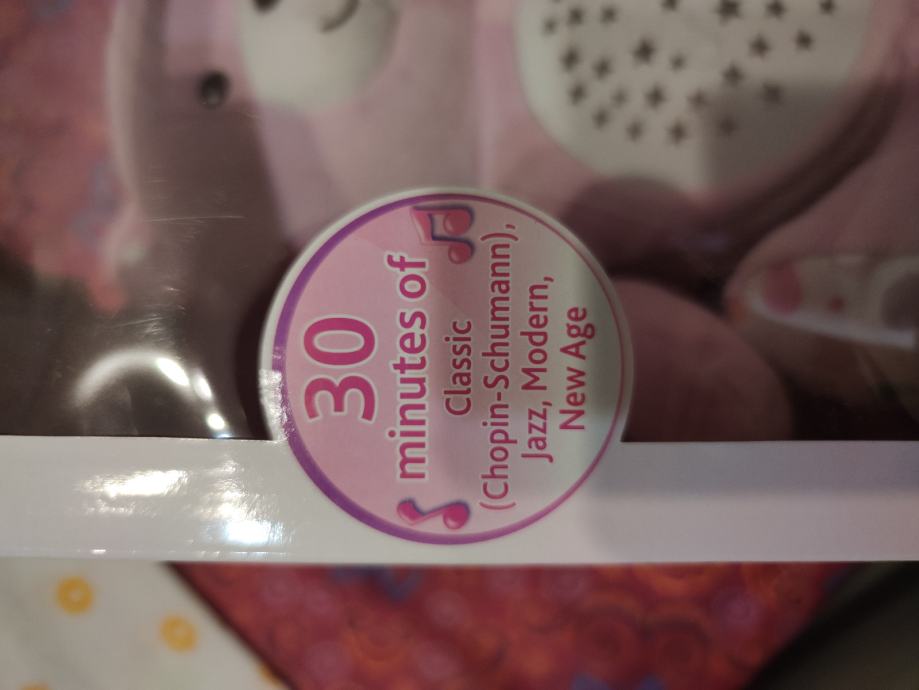 30
minutes of
Classic
(Chopin-Schumann),
Jazz, Modern,
New Age